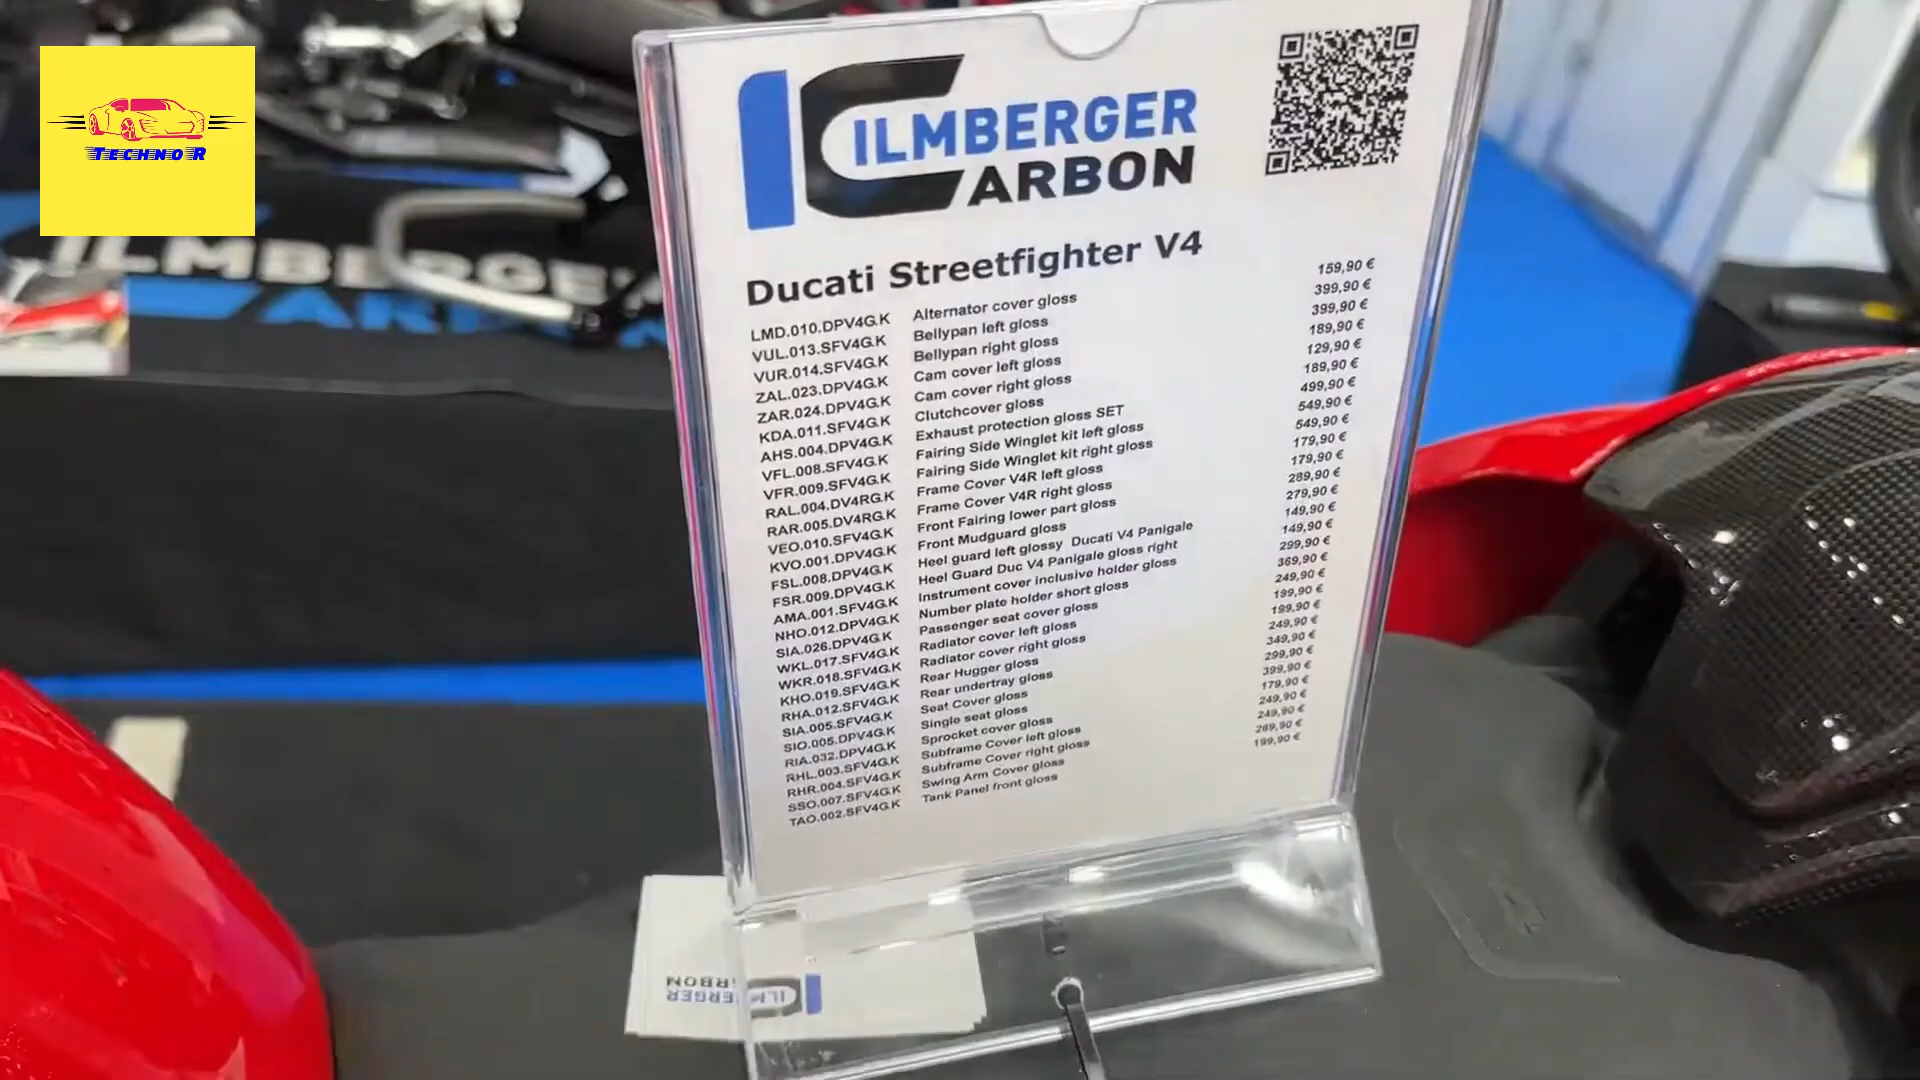 TECHNO R
ILMBERGER
CARBON
ILMBERGER
CARBON
Ducati Streetfighter V4
LMD.010.DPV4G.K Alternator cover gloss 159,90 €
VUL.013.SFV4G.K Bellypan left gloss 399,90 €
VUR.014.SFV4G.K Bellypan right gloss 399,90 €
ZAL.023.DPV4G.K Cam cover left gloss 189,90 €
ZAR.024.DPV4G.K Cam cover right gloss 129,90 €
KDA.011.SFV4G.K Clutchcover gloss 189,90 €
AHS.004.DPV4G.K Exhaust protection gloss SET 499,90 €
VFL.008.SFV4G.K Fairing Side Winglet kit left gloss 549,90 €
VFR.009.SFV4G.K Fairing Side Winglet kit right gloss 549,90 €
RAL.004.DV4RG.K Frame Cover V4R left gloss 179,90 €
RAR.005.DV4RG.K Frame Cover V4R right gloss 179,90 €
VEO.010.SFV4G.K Front Fairing lower part gloss 289,90 €
KVO.001.DPV4G.K Front Mudguard gloss 279,90 €
FSL.008.DPV4G.K Heel guard left glossy Ducati V4 Panigale 149,90 €
FSR.009.DPV4G.K Heel Guard Duc V4 Panigale gloss right 149,90 €
AMA.001.SFV4G.K Instrument cover inclusive holder gloss 299,90 €
NHO.012.DPV4G.K Number plate holder short gloss 369,90 €
SIA.026.DPV4G.K Passenger seat cover gloss 249,90 €
WKL.017.SFV4G.K Radiator cover left gloss 199,90 €
WKR.018.SFV4G.K Radiator cover right gloss 199,90 €
KHO.019.SFV4G.K Rear Hugger gloss 249,90 €
RHA.012.SFV4G.K Rear undertray gloss 349,90 €
SIA.005.SFV4G.K Seat Cover gloss 299,90 €
SIO.005.DPV4G.K Single seat gloss 399,90 €
RIA.032.DPV4G.K Sprocket cover gloss 179,90 €
RHL.003.SFV4G.K Subframe Cover left gloss 249,90 €
RHR.004.SFV4G.K Subframe Cover right gloss 249,90 €
SSO.007.SFV4G.K Swing Arm Cover gloss 269,90 €
TAO.002.SFV4G.K Tank Panel front gloss 199,90 €